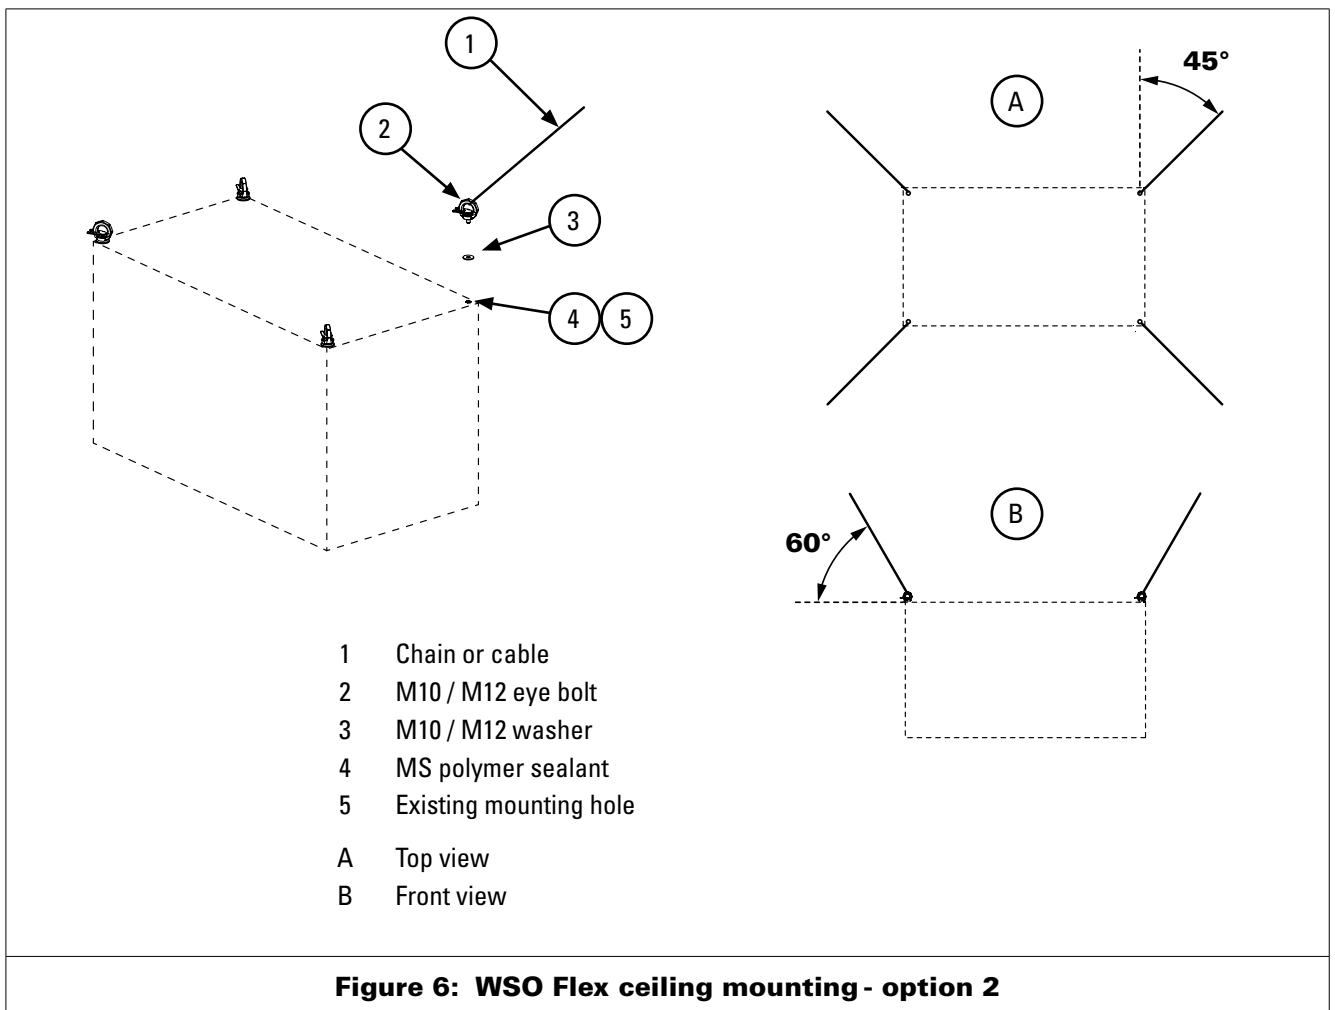 1
2
3
4
5
A
45°
B
60°
1 Chain or cable
2 M10 / M12 eye bolt
3 M10 / M12 washer
4 MS polymer sealant
5 Existing mounting hole
A Top view
B Front view
Figure 6: WSO Flex ceiling mounting - option 2